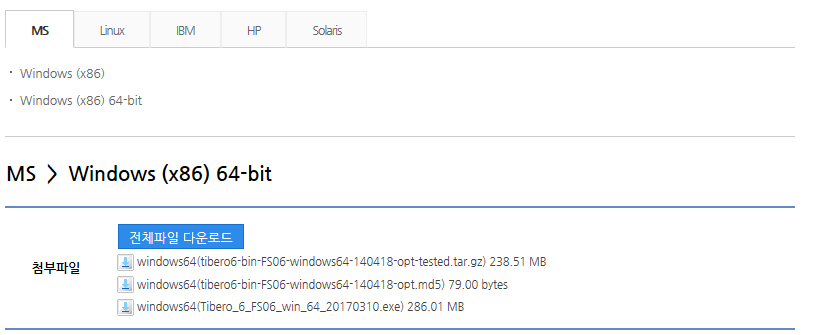 MS Linux IBM HP Solaris
· Windows (x86)
· Windows (x86) 64-bit
MS > Windows (x86) 64-bit
전체파일 다운로드
첨부파일
windows64(tibero6-bin-FS06-windows64-140418-opt-tested.tar.gz) 238.51 MB
windows64(tibero6-bin-FS06-windows64-140418-opt.md5) 79.00 bytes
windows64(Tibero_6_FS06_win_64_20170310.exe) 286.01 MB